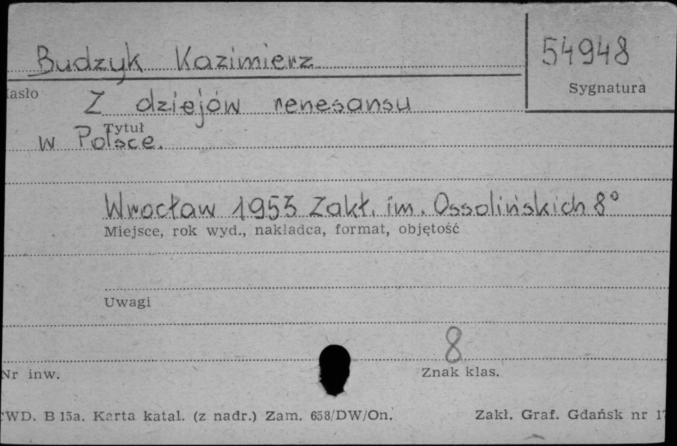 Budzyk Kazimierz
54948
Sygnatura
Z dziejów renesansu
Tytuł
w Polsce.
Wrocław 1953 Zakł. im. Ossolińskich 8°
Miejsce, rok wyd., nakładca, format, objętość
Uwagi
8
Nr inw.
Znak klas.
WD. B 15a. Karta katal. (z nadr.) Zam. 658/DW/On.
Zakł. Graf. Gdańsk nr